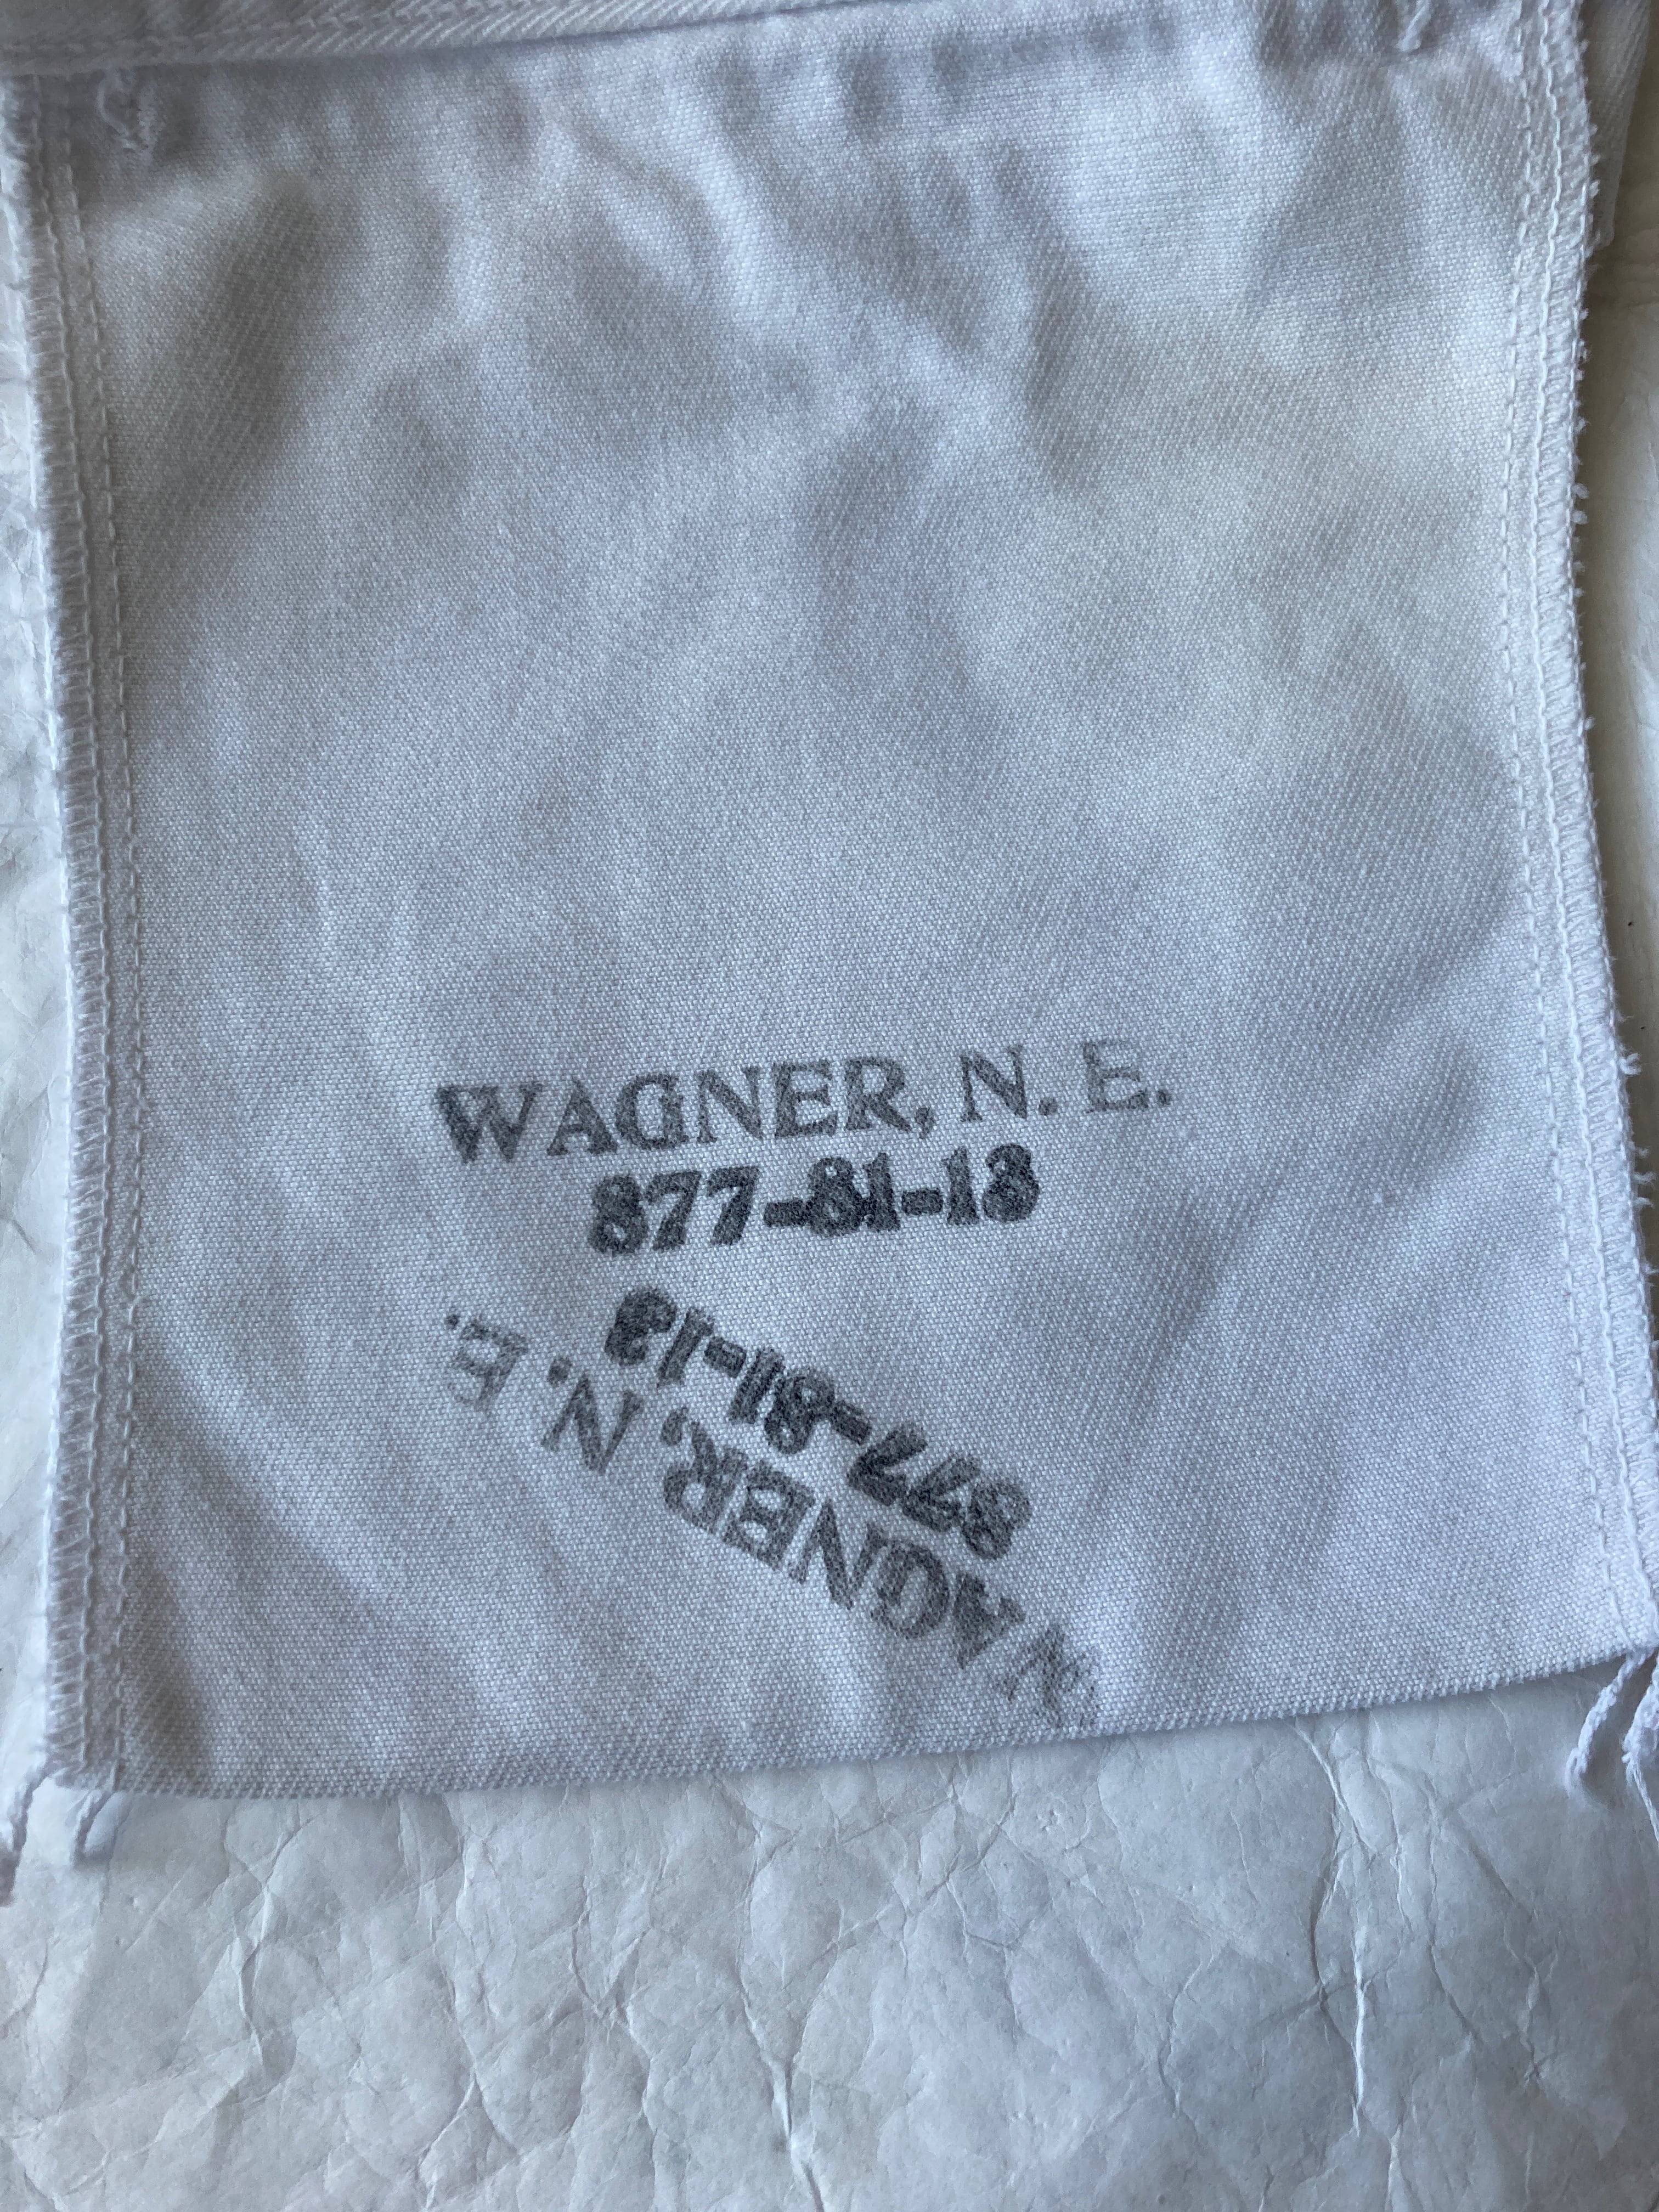 WAGNER, N. E.
877-81-13
877-81-13
WAGNER, N. E.